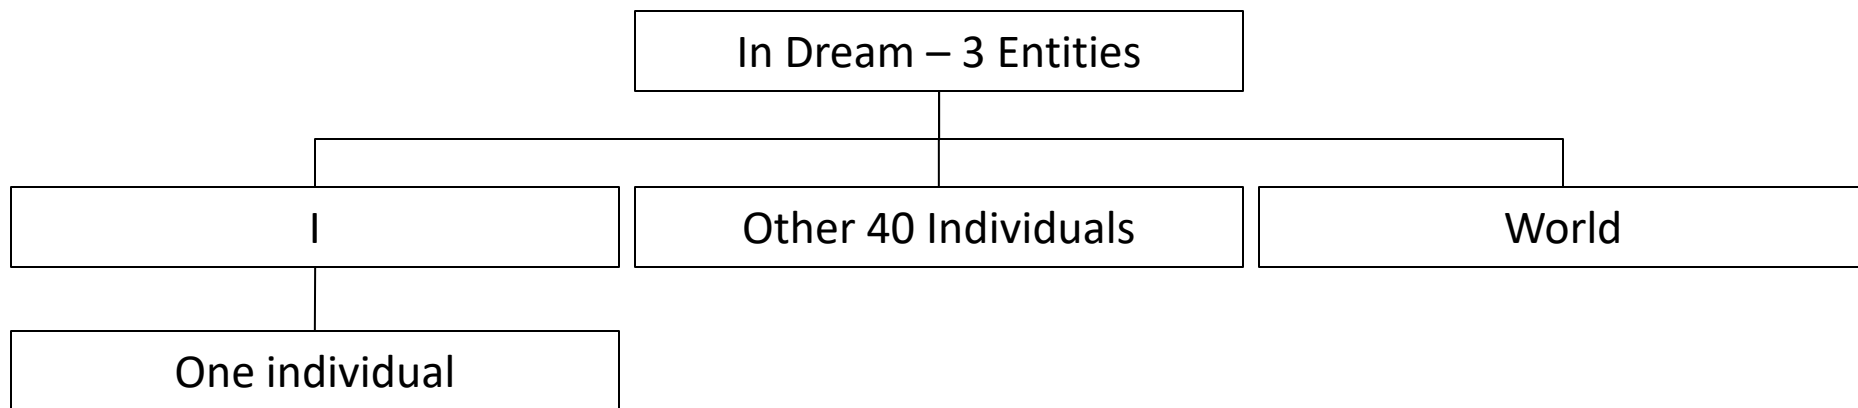 In Dream – 3 Entities
I
Other 40 Individuals
World
One individual